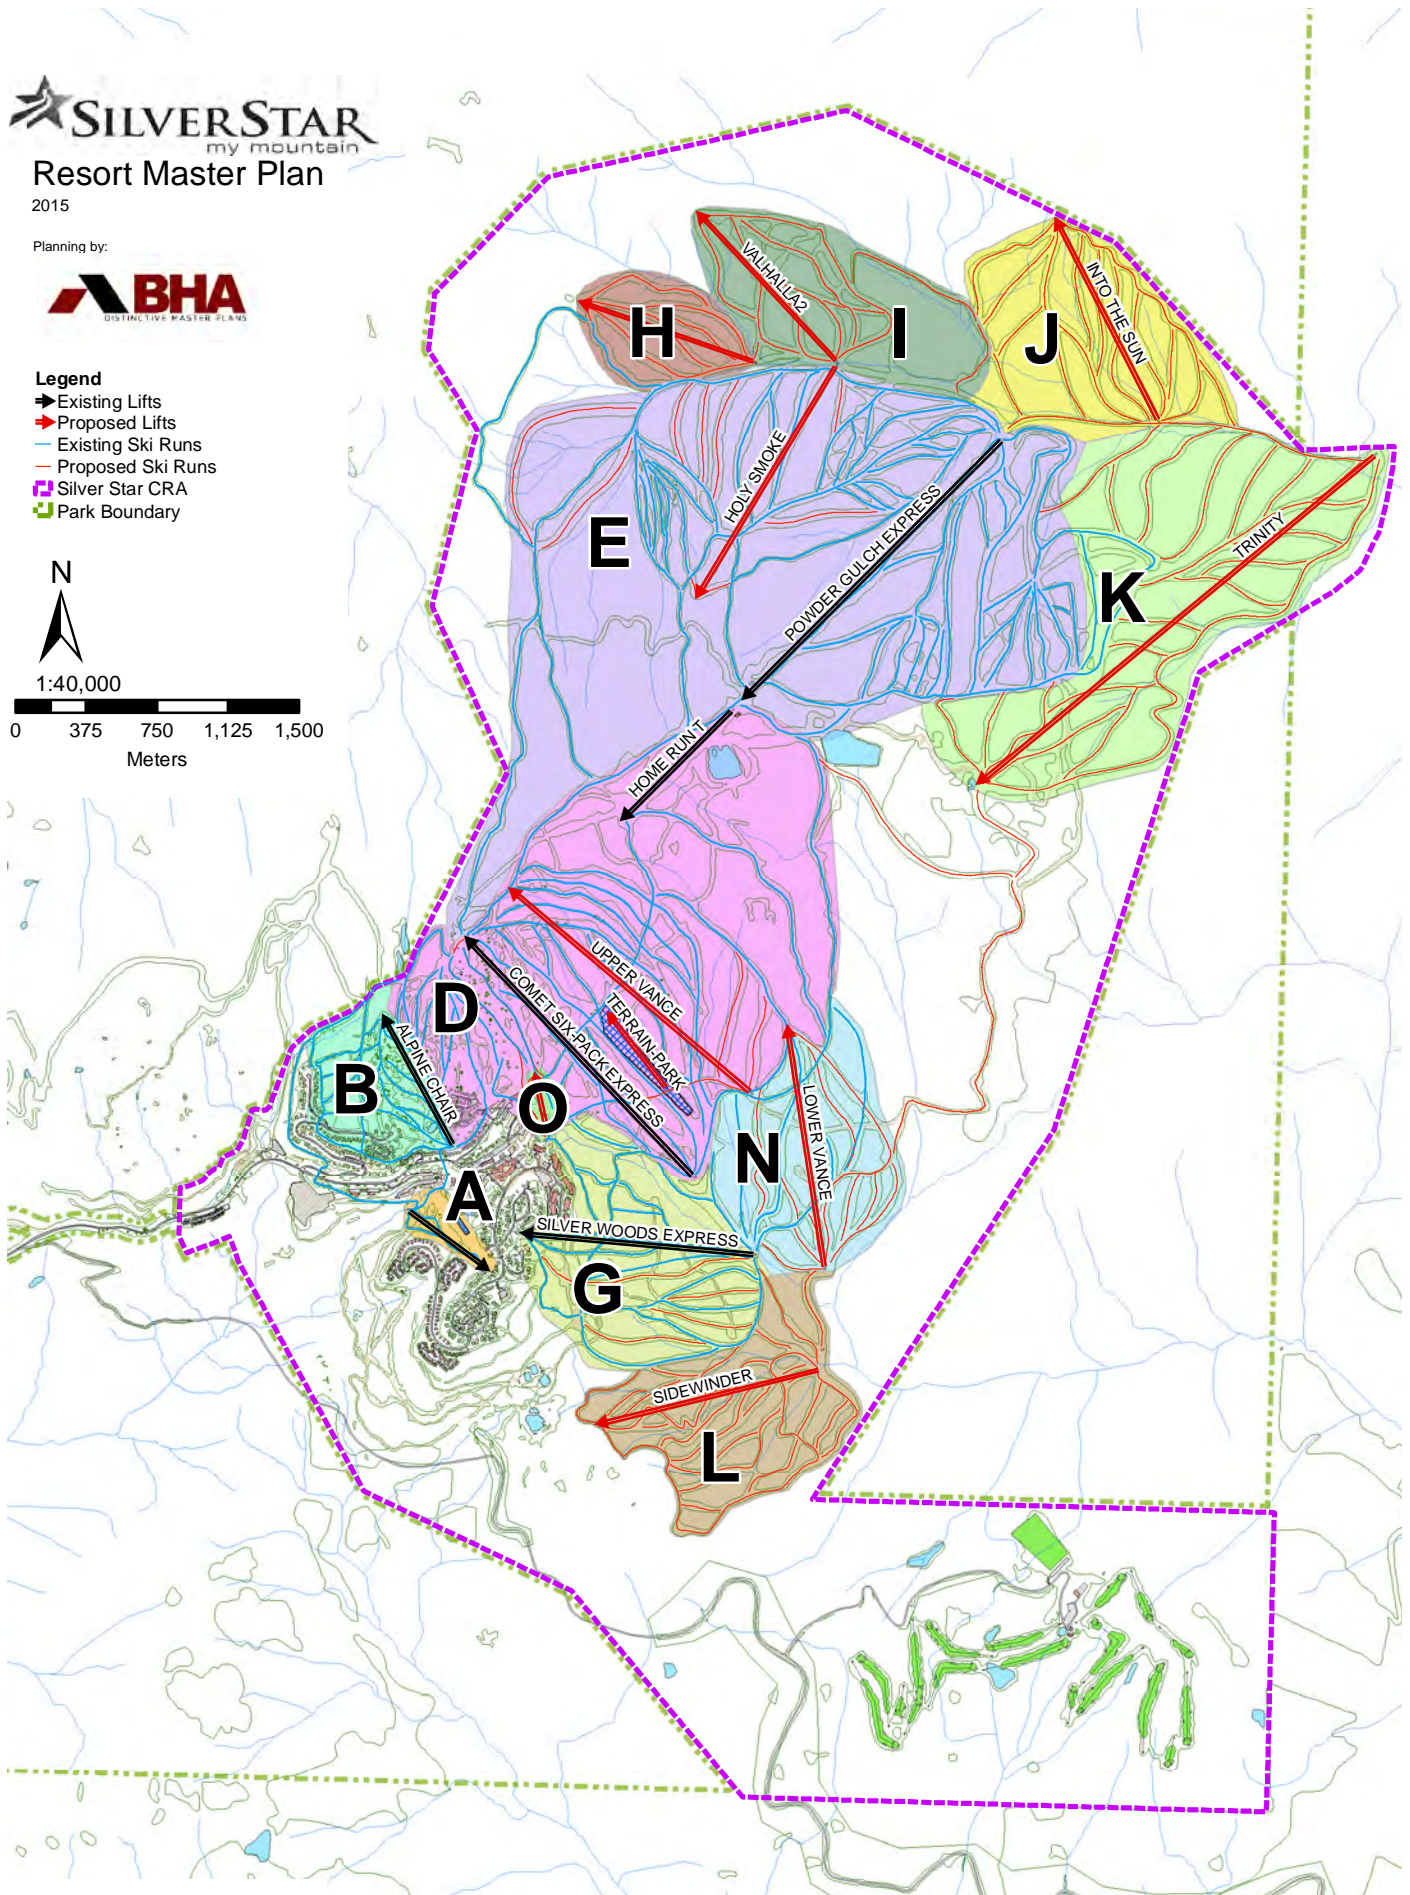 SILVERSTAR
my mountain
Resort Master Plan
2015
Planning by:
BHA
DISTINCTIVE MASTER PLANS
Legend
Existing Lifts
Proposed Lifts
Existing Ski Runs
Proposed Ski Runs
Silver Star CRA
Park Boundary
N
1:40,000
0 375 750 1,125 1,500
Meters
VALHALLA2
INTO THE SUN
H
I
J
HOLY SMOKE
POWDER GULCH EXPRESS
TRINITY
E
K
HOME RUN T
UPPER VANCE
COMET SIX-PACK EXPRESS
TERRAIN-PARK
D
ALPINE CHAIR
B
O
LOWER VANCE
N
A
SILVER WOODS EXPRESS
G
SIDEWINDER
L